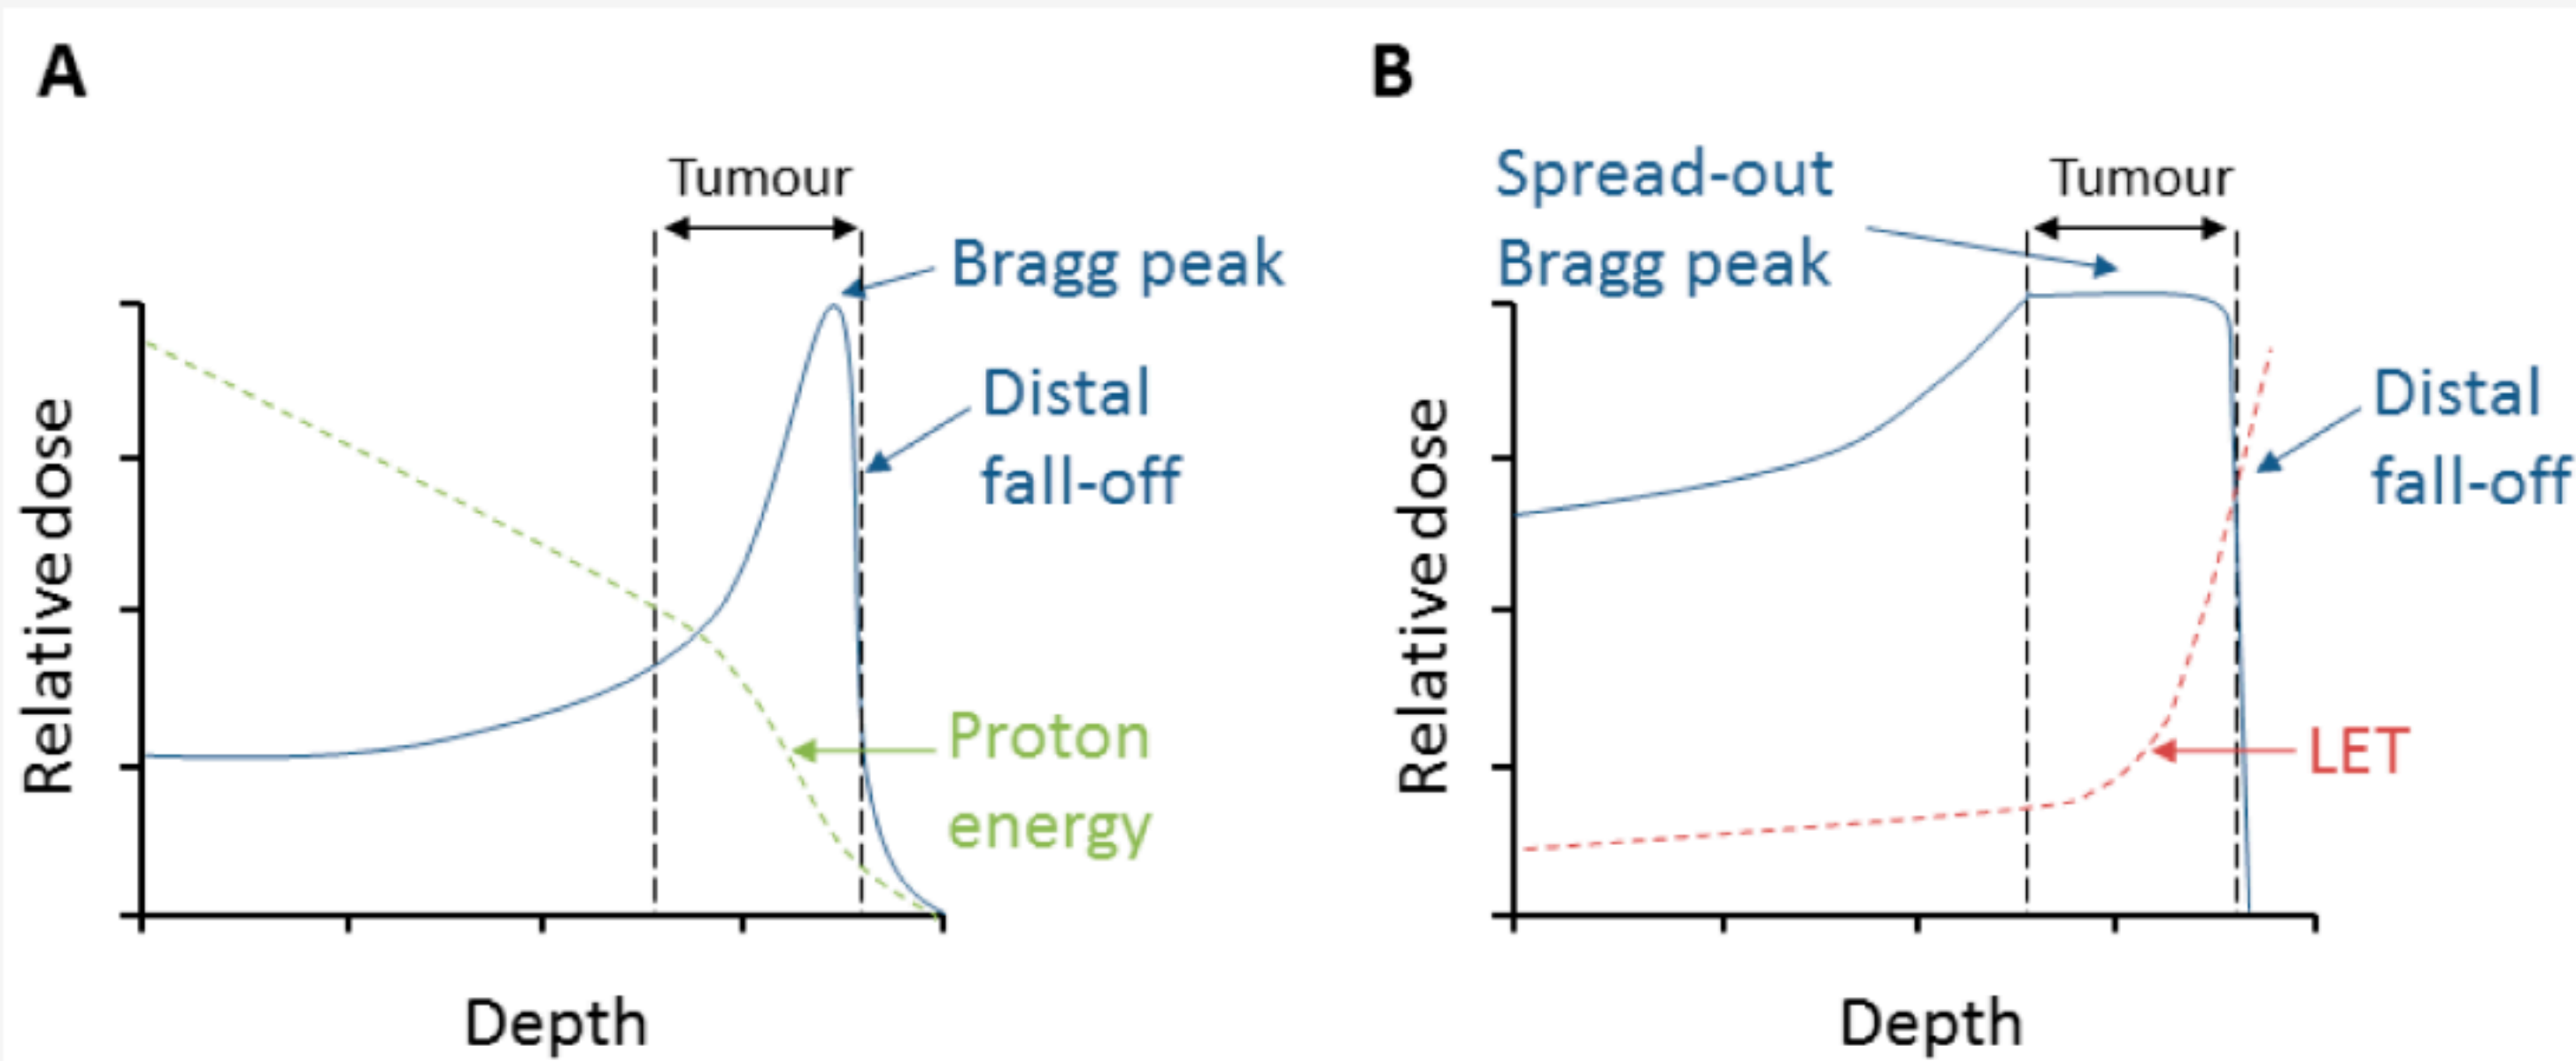 A
Tumour
Bragg peak
Distal
fall-off
Proton
energy
Relative dose
Depth
B
Spread-out
Bragg peak
Tumour
Distal
fall-off
LET
Relative dose
Depth